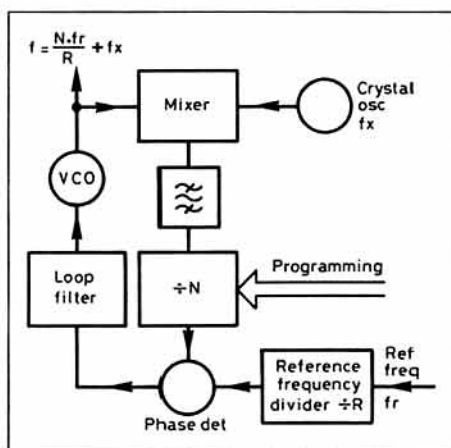 f = N.fr/R + fx
Mixer
Crystal
osc
fx
VCO
Loop
filter
÷N
Programming
Phase det
Reference
frequency
divider ÷R
Ref
freq
fr